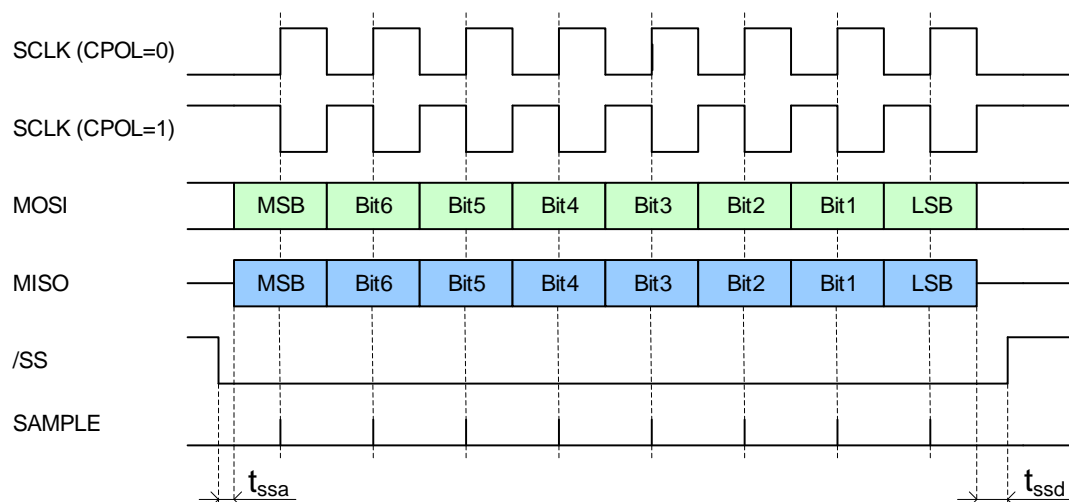 SCLK (CPOL=0)
SCLK (CPOL=1)
MOSI MSB Bit6 Bit5 Bit4 Bit3 Bit2 Bit1 LSB
MISO MSB Bit6 Bit5 Bit4 Bit3 Bit2 Bit1 LSB
/SS
SAMPLE
tssa tssd